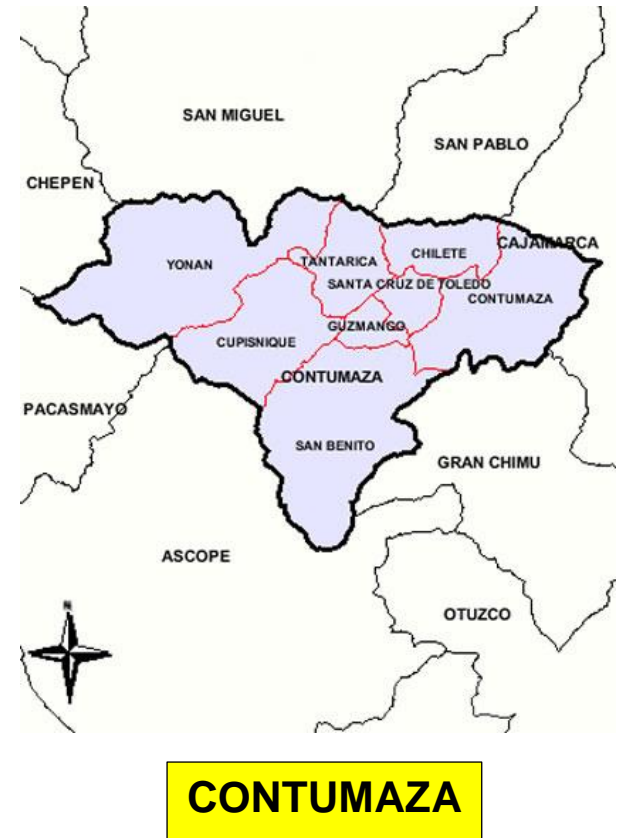 SAN MIGUEL
SAN PABLO
CHEPEN
CAJAMARCA
CHILETE
TANTARICA
YONAN
SANTA CRUZ DE TOLEDO
CONTUMAZA
GUZMANGO
CUPISNIQUE
CONTUMAZA
PACASMAYO
SAN BENITO
GRAN CHIMU
ASCOPE
N
OTUZCO
CONTUMAZA